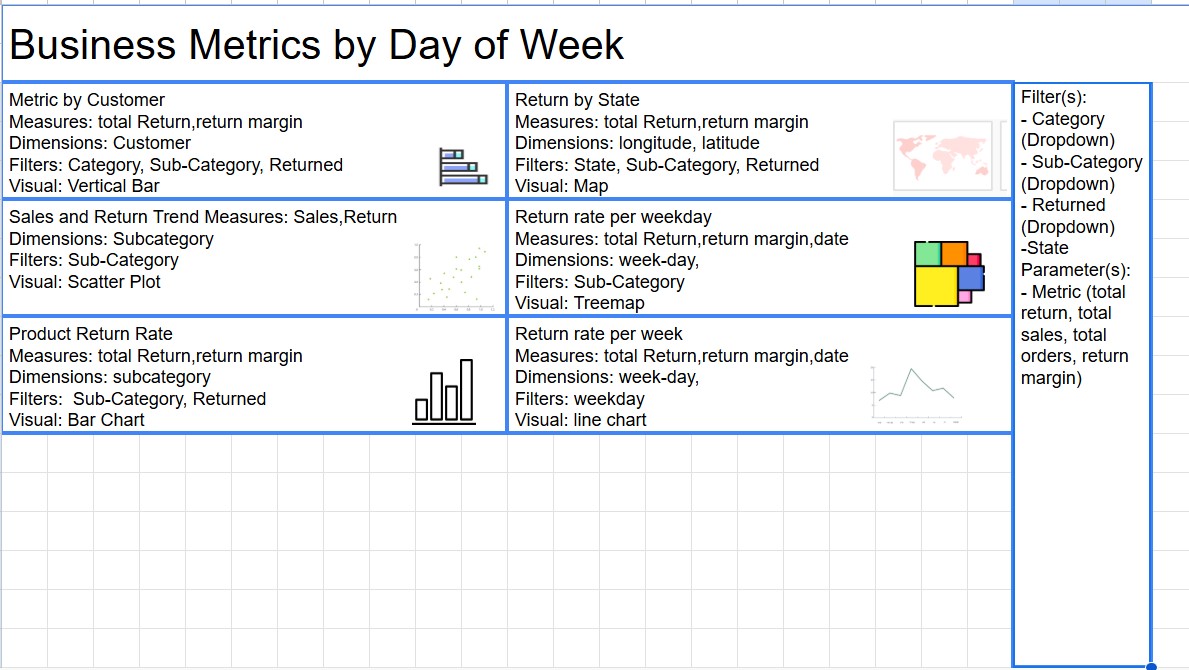 Business Metrics by Day of Week
Metric by Customer
Measures: total Return,return margin
Dimensions: Customer
Filters: Category, Sub-Category, Returned
Visual: Vertical Bar
Return by State
Measures: total Return,return margin
Dimensions: longitude, latitude
Filters: State, Sub-Category, Returned
Visual: Map
Sales and Return Trend Measures: Sales,Return
Dimensions: Subcategory
Filters: Sub-Category
Visual: Scatter Plot
Return rate per weekday
Measures: total Return,return margin,date
Dimensions: week-day,
Filters: Sub-Category
Visual: Treemap
Product Return Rate
Measures: total Return,return margin
Dimensions: subcategory
Filters:  Sub-Category, Returned
Visual: Bar Chart
Return rate per week
Measures: total Return,return margin,date
Dimensions: week-day,
Filters: weekday
Visual: line chart
Filter(s):
- Category
(Dropdown)
- Sub-Category
(Dropdown)
- Returned
(Dropdown)
-State
Parameter(s):
- Metric (total
return, total
sales, total
orders, return
margin)